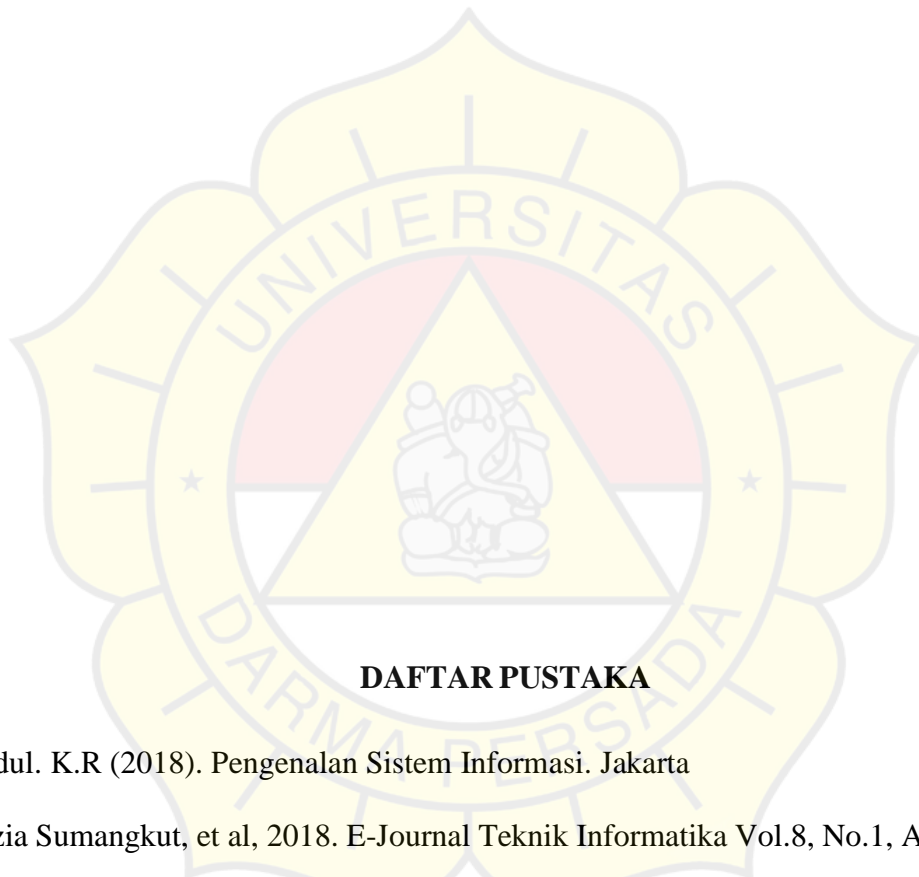 UNIVERSITAS
DARMA PERSADA
DAFTAR PUSTAKA
dul. K.R (2018). Pengenalan Sistem Informasi. Jakarta
zia Sumangkut, et al, 2018. E-Journal Teknik Informatika Vol.8, No.1, A